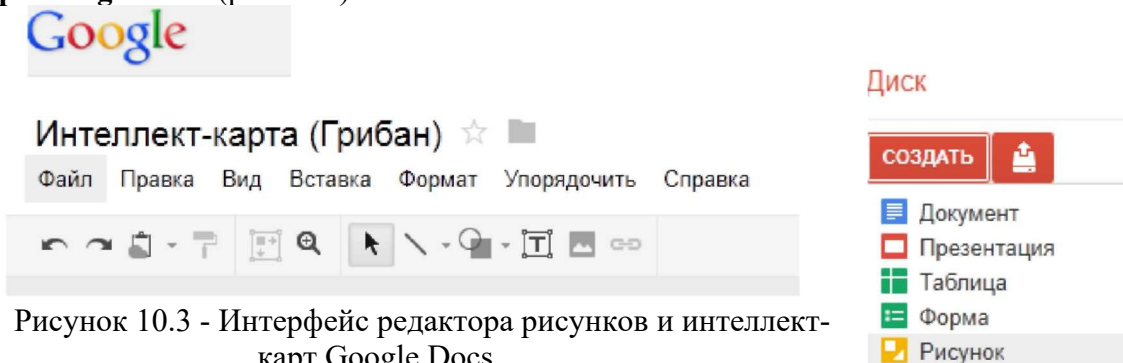 Google
Интеллект-карта (Грибан)
Файл Правка Вид Вставка Формат Упорядочить Справка
Рисунок 10.3 - Интерфейс редактора рисунков и интеллект-
карт Google Docs
Диск
СОЗДАТЬ
Документ
Презентация
Таблица
Форма
Рисунок